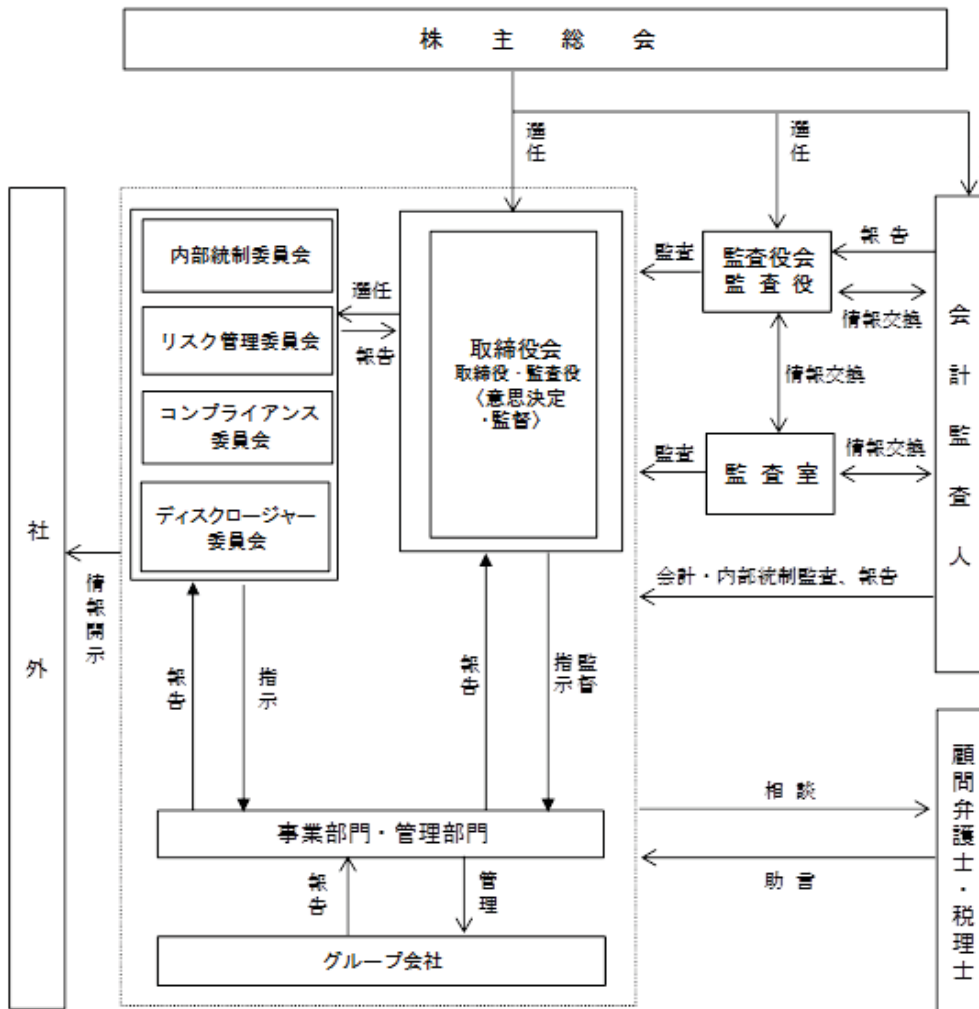 株主総会
選任
選任
内部統制委員会
リスク管理委員会
コンプライアンス
委員会
ディスクロージャー
委員会
選任
報告
取締役会
取締役・監査役
〈意思決定
・監督〉
監査
監査役会
監査役
報告
情報交換
情報交換
監査
監査室
情報交換
会計監査人
会計・内部統制監査、報告
社外
情報開示
報告
指示
報告
指示
監督
事業部門・管理部門
報告
管理
グループ会社
相談
助言
顧問弁護士・税理士